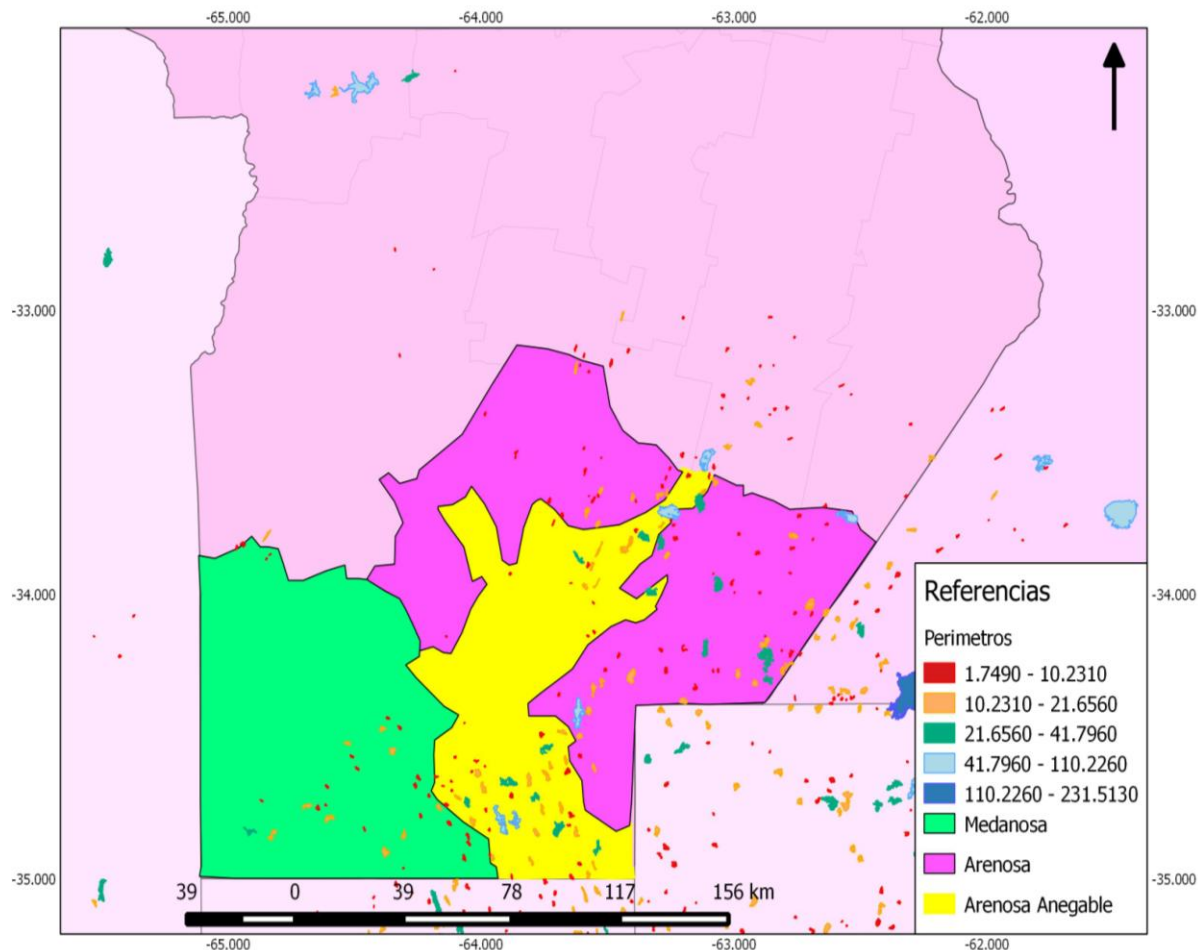 -65.000 -64.000 -63.000 -62.000
-33.000 -33.000
-34.000 -34.000
Referencias
Perimetros
1.7490 - 10.2310
10.2310 - 21.6560
21.6560 - 41.7960
41.7960 - 110.2260
110.2260 - 231.5130
Medanosa
Arenosa
Arenosa Anegable
-35.000 -35.000
39 0 39 78 117 156 km
-65.000 -64.000 -63.000 -62.000